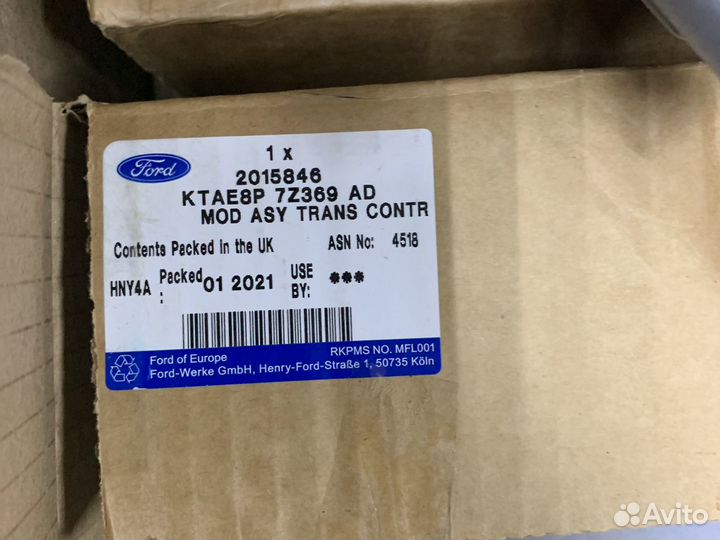 Ford
1 x
2015846
KTAE8P 7Z369 AD
MOD ASY TRANS CONTR
Contents Packed in the UK ASN No: 4518
HNY4A Packed : 01 2021 USE BY: ***
Ford of Europe RKPMS NO. MFL001
Ford-Werke GmbH, Henry-Ford-Straße 1, 50735 Köln
Avito